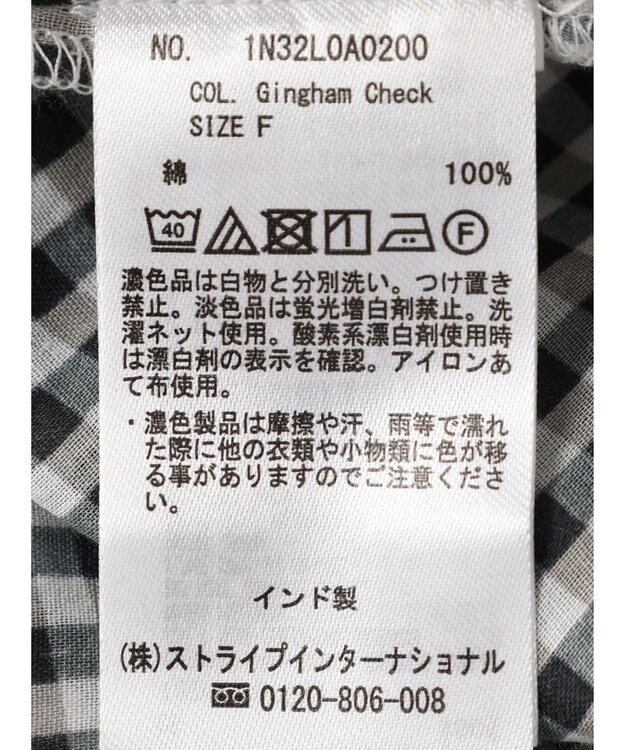 NO. 1N32L0A0200
COL. Gingham Check
SIZE F
綿 100%
40 F
濃色品は白物と分別洗い。つけ置き
禁止。淡色品は蛍光増白剤禁止。洗
濯ネット使用。酸素系漂白剤使用時
は漂白剤の表示を確認。アイロンあ
て布使用。
・濃色製品は摩擦や汗、雨等で濡れ
た際に他の衣類や小物類に色が移
る事がありますのでご注意くださ
い。
インド製
(株)ストライプインターナショナル
0120-806-008